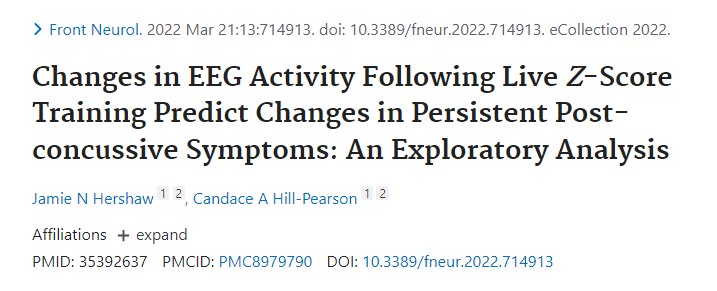 Front Neurol. 2022 Mar 21:13:714913. doi: 10.3389/fneur.2022.714913. eCollection 2022.
Changes in EEG Activity Following Live Z-Score
Training Predict Changes in Persistent Post-
concussive Symptoms: An Exploratory Analysis
Jamie N Hershaw 1 2, Candace A Hill-Pearson 1 2
Affiliations + expand
PMID: 35392637 PMCID: PMC8979790 DOI: 10.3389/fneur.2022.714913